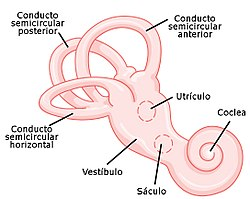 Conducto
semicircular
posterior
Conducto
semicircular
anterior
Utrículo
Coclea
Conducto
semicircular
horizontal
Vestíbulo
Sáculo